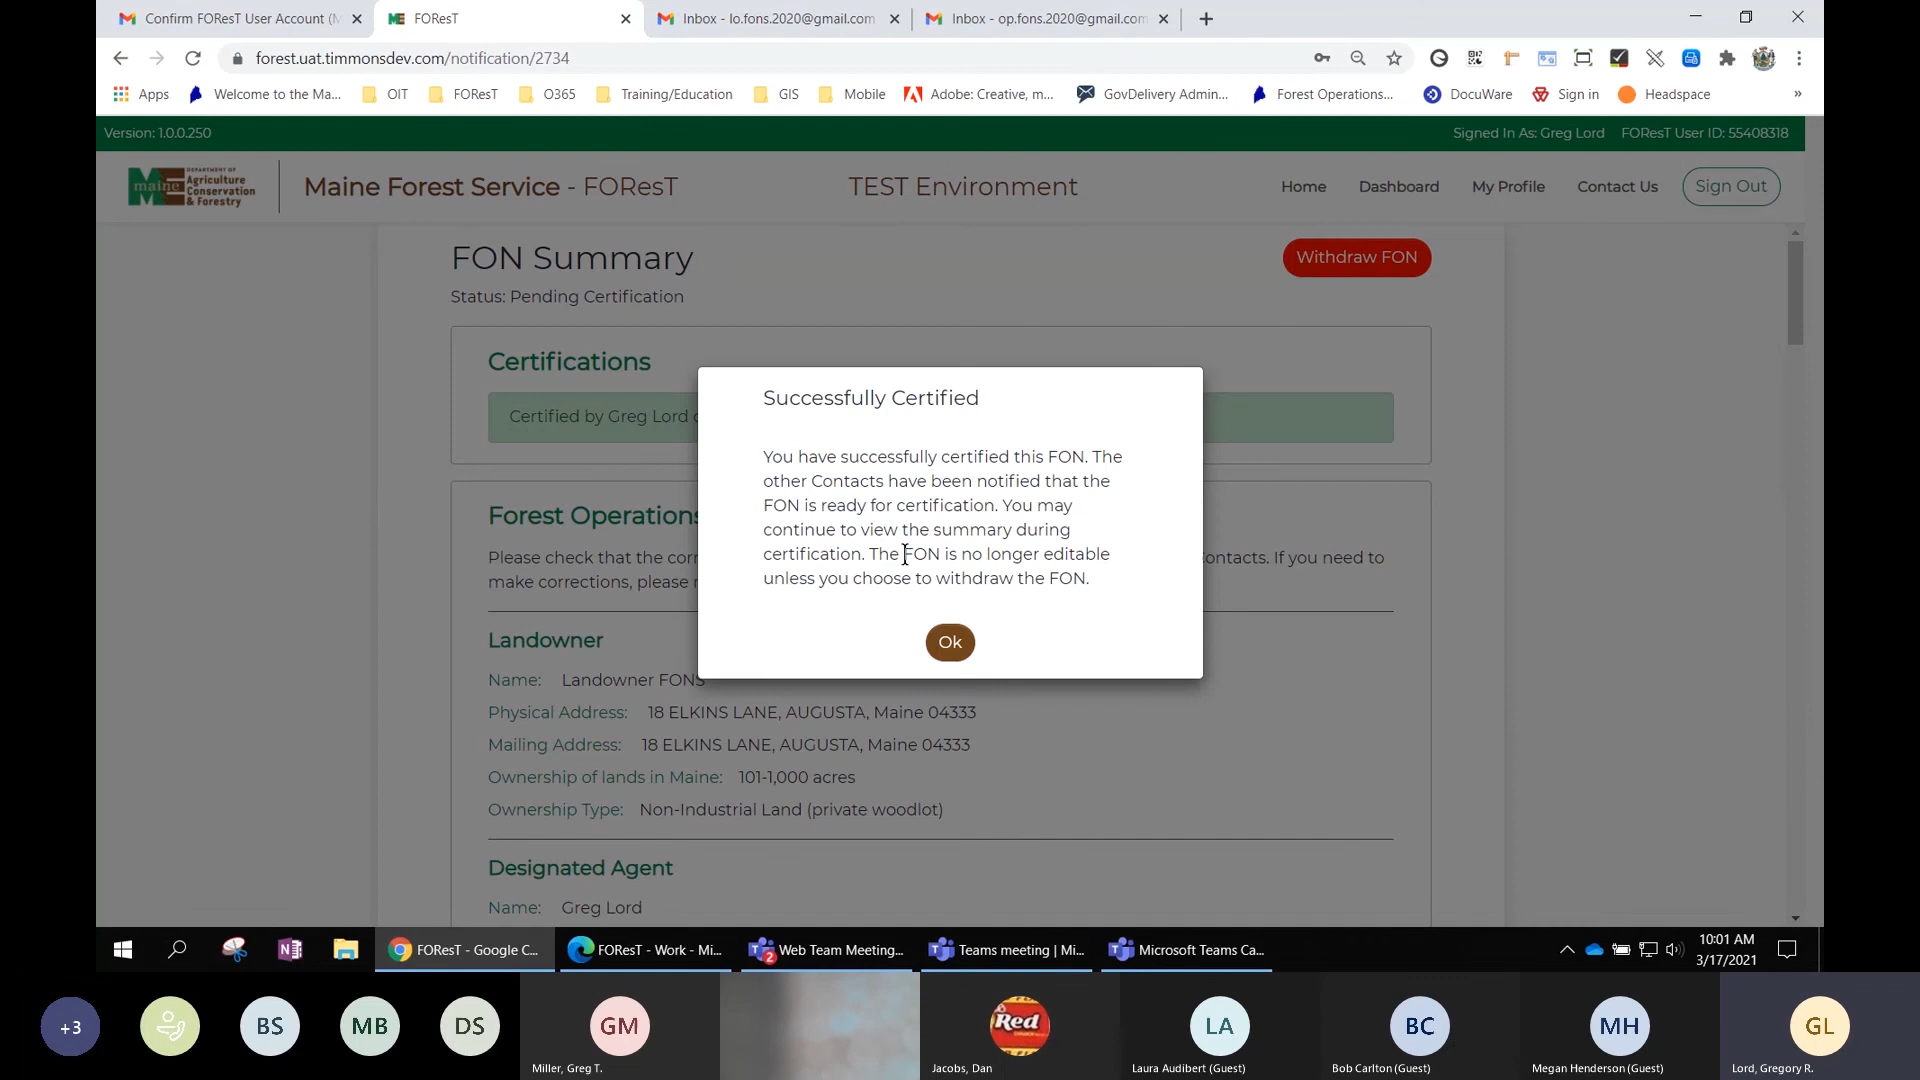 Confirm FOResT User Account (M
FOResT
Inbox - lo.fons.2020@gmail.com
Inbox - op.fons.2020@gmail.com
forest.uat.timmonsdev.com/notification/2734
Apps
Welcome to the Ma...
OIT
FOResT
O365
Training/Education
GIS
Mobile
Adobe: Creative, m...
GovDelivery Admin...
Forest Operations...
DocuWare
Sign in
Headspace
»
Version: 1.0.0.250
Signed In As: Greg Lord
FOResT User ID: 55408318
maine
DEPARTMENT OF
Agriculture
Conservation
& Forestry
Maine Forest Service - FOResT
TEST Environment
Home
Dashboard
My Profile
Contact Us
Sign Out
FON Summary
Withdraw FON
Status: Pending Certification
Certifications
Certified by Greg Lord
Successfully Certified
You have successfully certified this FON. The
other Contacts have been notified that the
FON is ready for certification. You may
continue to view the summary during
certification. The FON is no longer editable
unless you choose to withdraw the FON.
Ok
Forest Operations
Please check that the
ontacts. If you need to
make corrections, please
Landowner
Name: Landowner FONS
Physical Address: 18 ELKINS LANE, AUGUSTA, Maine 04333
Mailing Address: 18 ELKINS LANE, AUGUSTA, Maine 04333
Ownership of lands in Maine: 101-1,000 acres
Ownership Type: Non-Industrial Land (private woodlot)
Designated Agent
Name: Greg Lord
FOResT - Google C...
FOResT - Work - Mi...
2
Web Team Meeting...
Teams meeting | Mi...
Microsoft Teams Ca...
10:01 AM
3/17/2021
+3
BS
MB
DS
GM
Red
LA
BC
MH
GL
Miller, Greg T.
Jacobs, Dan
Laura Audibert (Guest)
Bob Carlton (Guest)
Megan Henderson (Guest)
Lord, Gregory R.